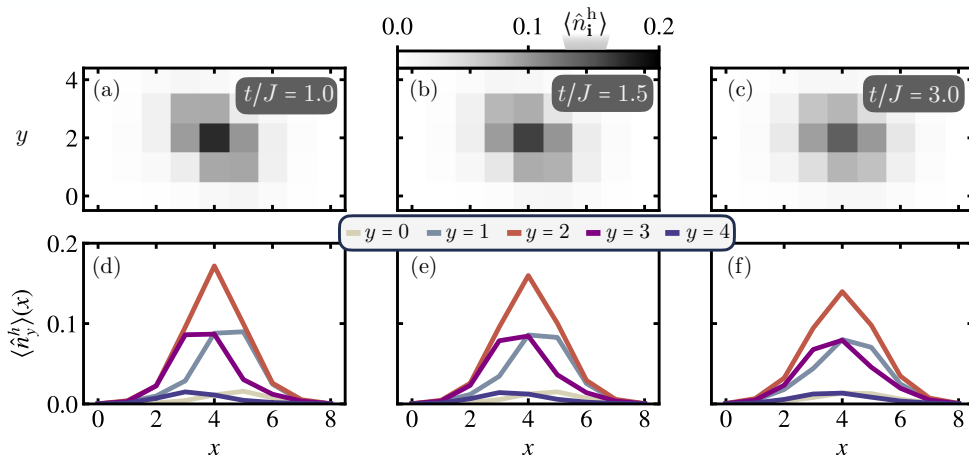 ⟨n̂ᵢʰ⟩
0.0 0.1 0.2
(a) t/J = 1.0 (b) t/J = 1.5 (c) t/J = 3.0
4
y 2
0
y = 0 y = 1 y = 2 y = 3 y = 4
(d) (e) (f)
0.2
⟨n̂ʸʰ⟩(x) 0.1
0.0
0 2 4 6 8 0 2 4 6 8 0 2 4 6 8
x x x